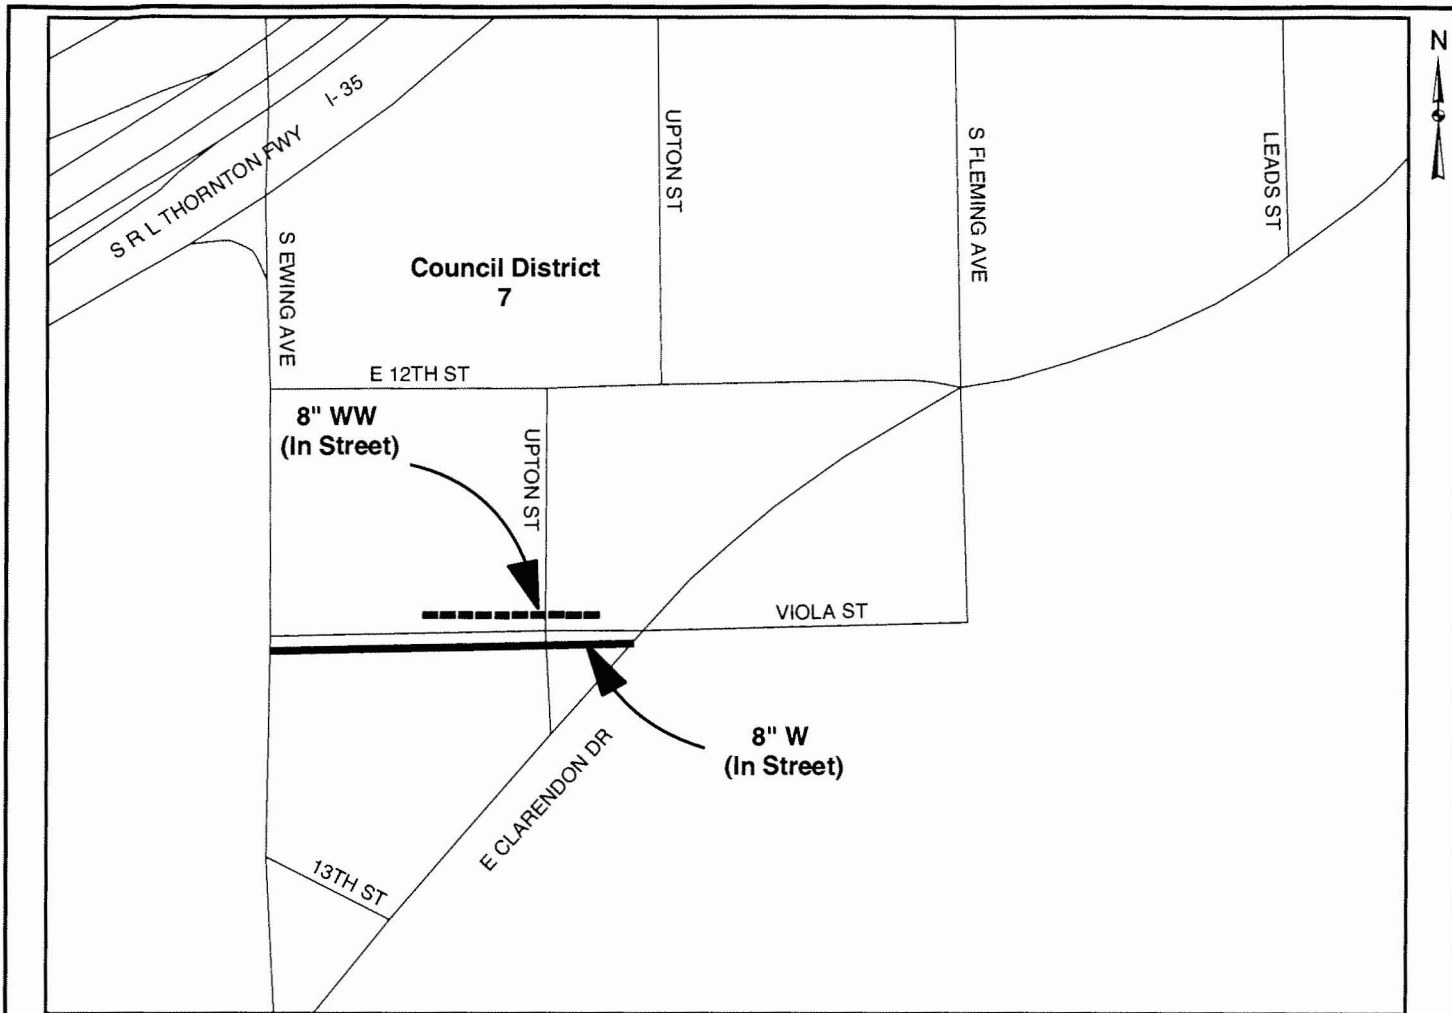 N
I- 35
S R L THORNTON FWY
UPTON ST
S FLEMING AVE
LEADS ST
S EWING AVE
Council District
7
E 12TH ST
8" WW
(In Street)
UPTON ST
VIOLA ST
8" W
(In Street)
E CLARENDON DR
13TH ST